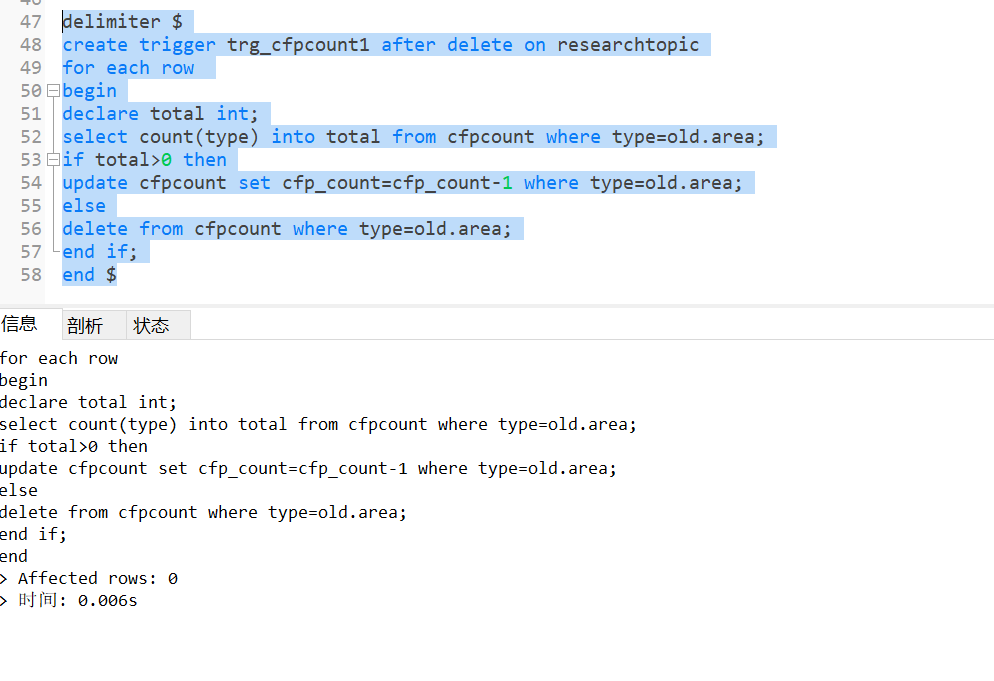 47 delimiter $
48 create trigger trg_cfpcount1 after delete on researchtopic
49 for each row
50 begin
51 declare total int;
52 select count(type) into total from cfpcount where type=old.area;
53 if total>0 then
54 update cfpcount set cfp_count=cfp_count-1 where type=old.area;
55 else
56 delete from cfpcount where type=old.area;
57 end if;
58 end $
信息 剖析 状态
for each row
begin
declare total int;
select count(type) into total from cfpcount where type=old.area;
if total>0 then
update cfpcount set cfp_count=cfp_count-1 where type=old.area;
else
delete from cfpcount where type=old.area;
end if;
end
> Affected rows: 0
> 时间: 0.006s